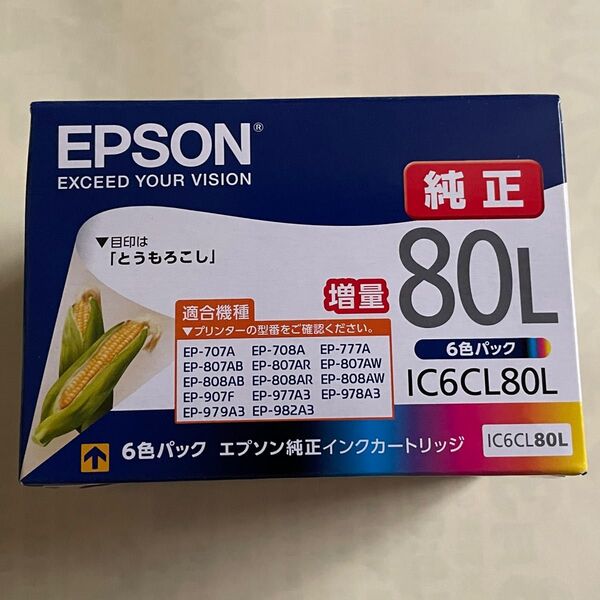 EPSON®
EXCEED YOUR VISION
純正
▼目印は
「とうもろこし」
増量
80L
適合機種
▼プリンターの型番をご確認ください。
EP-707A EP-708A EP-777A
EP-807AB EP-807AR EP-807AW
EP-808AB EP-808AR EP-808AW
EP-907F EP-977A3 EP-978A3
EP-979A3 EP-982A3
6色パック
IC6CL80L
6色パック エプソン純正インクカートリッジ
IC6CL80L